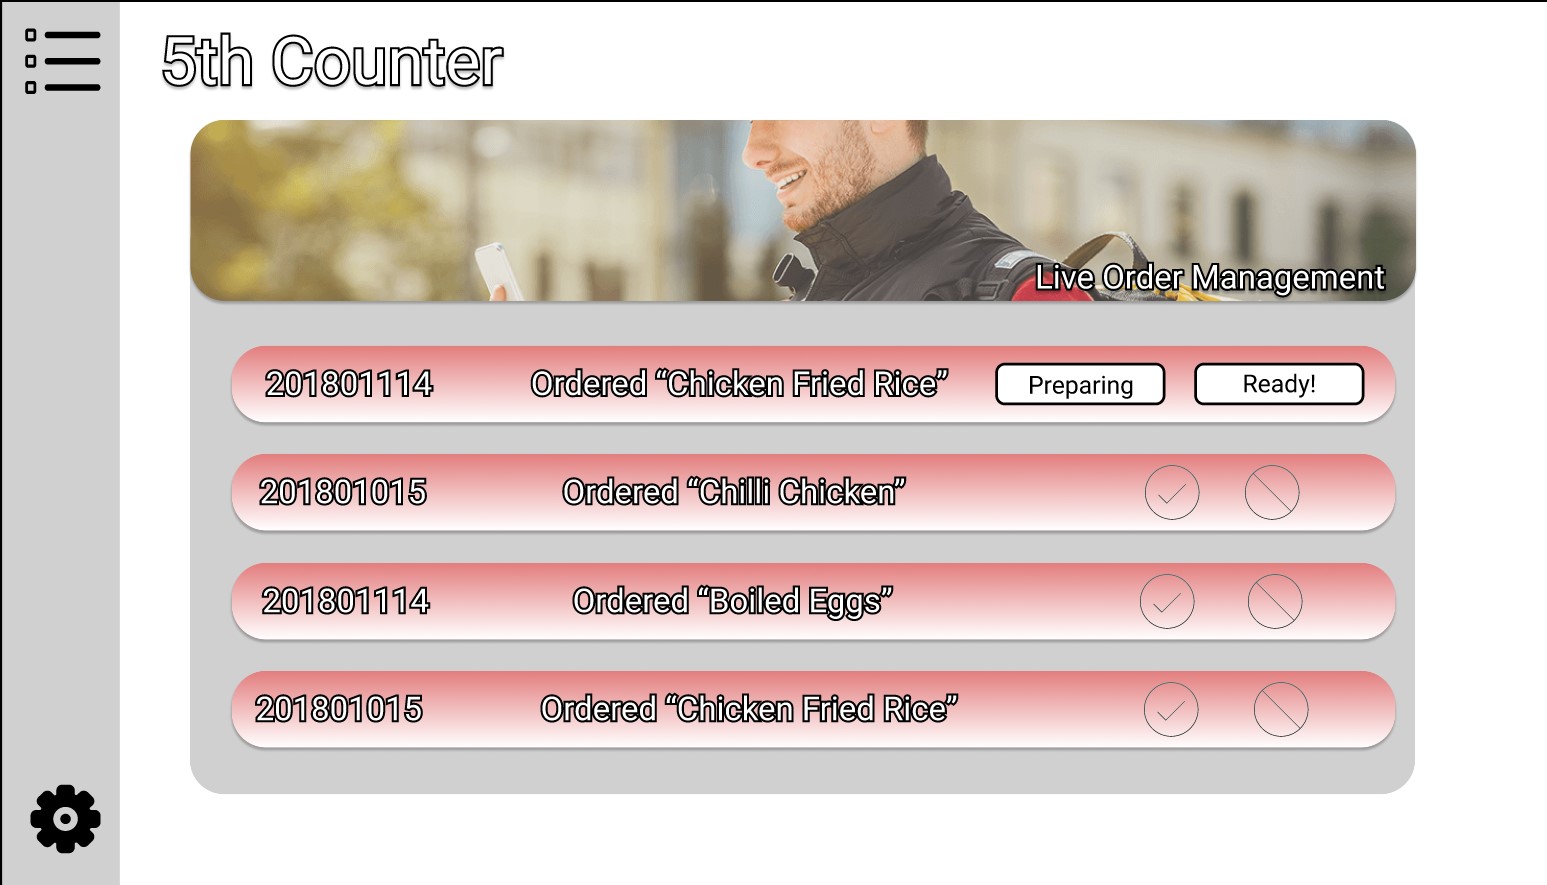 5th Counter
Live Order Management
201801114 Ordered “Chicken Fried Rice” Preparing Ready!
201801015 Ordered “Chilli Chicken”
201801114 Ordered “Boiled Eggs”
201801015 Ordered “Chicken Fried Rice”